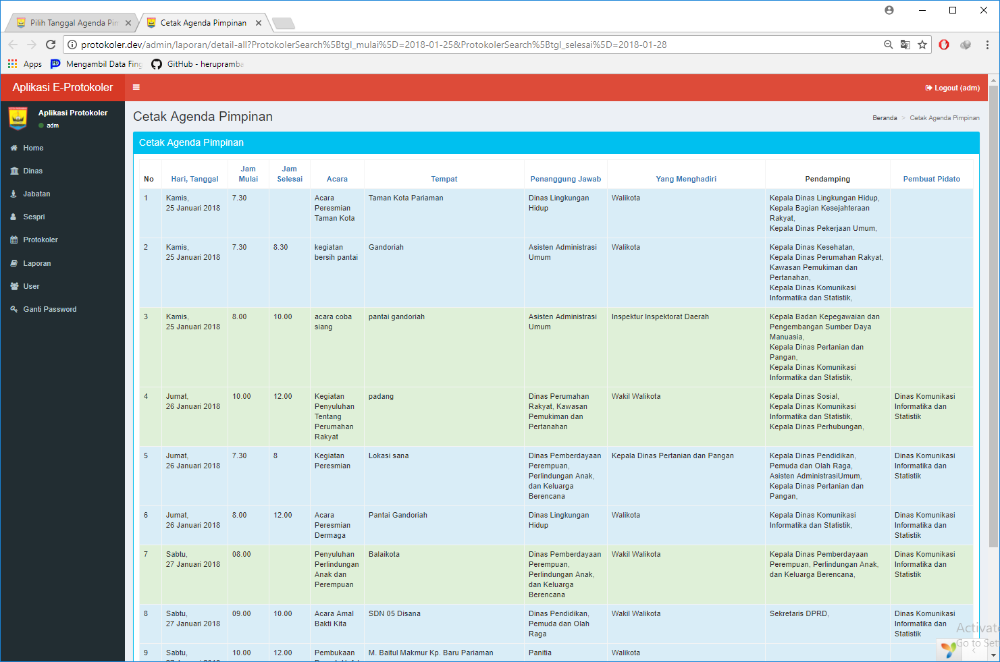 Pilih Tanggal Agenda Pim
Cetak Agenda Pimpinan
protokoler.dev/admin/laporan/detail-all?ProtokolerSearch%5Btgl_mulai%5D=2018-01-25&ProtokolerSearch%5Btgl_selesai%5D=2018-01-28
Apps
Mengambil Data Fing
GitHub - herupramba
Aplikasi E-Protokoler
Logout (adm)
Aplikasi Protokoler
adm
Home
Dinas
Jabatan
Sespri
Protokoler
Laporan
User
Ganti Password
Cetak Agenda Pimpinan
Beranda > Cetak Agenda Pimpinan
Cetak Agenda Pimpinan
No
Hari, Tanggal
Jam
Mulai
Jam
Selesai
Acara
Tempat
Penanggung Jawab
Yang Menghadiri
Pendamping
Pembuat Pidato
1
Kamis,
25 Januari 2018
7.30
Acara
Peresmian
Taman Kota
Taman Kota Pariaman
Dinas Lingkungan
Hidup
Walikota
Kepala Dinas Lingkungan Hidup,
Kepala Bagian Kesejahteraan
Rakyat,
Kepala Dinas Pekerjaan Umum,
2
Kamis,
25 Januari 2018
7.30
8.30
kegiatan
bersih pantai
Gandoriah
Asisten Administrasi
Umum
Walikota
Kepala Dinas Kesehatan,
Kepala Dinas Perumahan Rakyat,
Kawasan Pemukiman dan
Pertanahan,
Kepala Dinas Komunikasi
Informatika dan Statistik,
3
Kamis,
25 Januari 2018
8.00
10.00
acara coba
siang
pantai gandoriah
Asisten Administrasi
Umum
Inspektur Inspektorat Daerah
Kepala Badan Kepegawaian dan
Pengembangan Sumber Daya
Manuasia,
Kepala Dinas Pertanian dan
Pangan,
Kepala Dinas Komunikasi
Informatika dan Statistik,
4
Jumat,
26 Januari 2018
10.00
12.00
Kegiatan
Penyuluhan
Tentang
Perumahan
Rakyat
padang
Dinas Perumahan
Rakyat, Kawasan
Pemukiman dan
Pertanahan
Wakil Walikota
Kepala Dinas Sosial,
Kepala Dinas Komunikasi
Informatika dan Statistik,
Kepala Dinas Perhubungan,
Dinas Komunikasi
Informatika dan
Statistik
5
Jumat,
26 Januari 2018
7.30
8
Kegiatan
Peresmian
Lokasi sana
Dinas Pemberdayaan
Perempuan,
Perlindungan Anak,
dan Keluarga
Berencana
Kepala Dinas Pertanian dan Pangan
Kepala Dinas Pendidikan,
Pemuda dan Olah Raga,
Asisten AdministrasiUmum,
Kepala Dinas Pertanian dan
Pangan,
Dinas Komunikasi
Informatika dan
Statistik
6
Jumat,
26 Januari 2018
8.00
12.00
Acara
Peresmian
Dermaga
Pantai Gandoriah
Dinas Lingkungan
Hidup
Walikota
Kepala Dinas Komunikasi
Informatika dan Statistik,
Dinas Komunikasi
Informatika dan
Statistik
7
Sabtu,
27 Januari 2018
08.00
Penyuluhan
Perlindungan
Anak dan
Perempuan
Balaikota
Dinas Pemberdayaan
Perempuan,
Perlindungan Anak,
dan Keluarga
Berencana
Wakil Walikota
Kepala Dinas Pemberdayaan
Perempuan, Perlindungan Anak,
dan Keluarga Berencana,
Dinas Komunikasi
Informatika dan
Statistik
8
Sabtu,
27 Januari 2018
09.00
10.00
Acara Amal
Bakti Kita
SDN 05 Disana
Dinas Pendidikan,
Pemuda dan Olah
Raga
Wakil Walikota
Sekretaris DPRD,
Dinas Komunikasi
Informatika dan
Statistik
9
Sabtu,
10.00
12.00
Pembukaan
M. Baitul Makmur Kp. Baru Pariaman
Panitia
Walikota
Activat
Go to Set